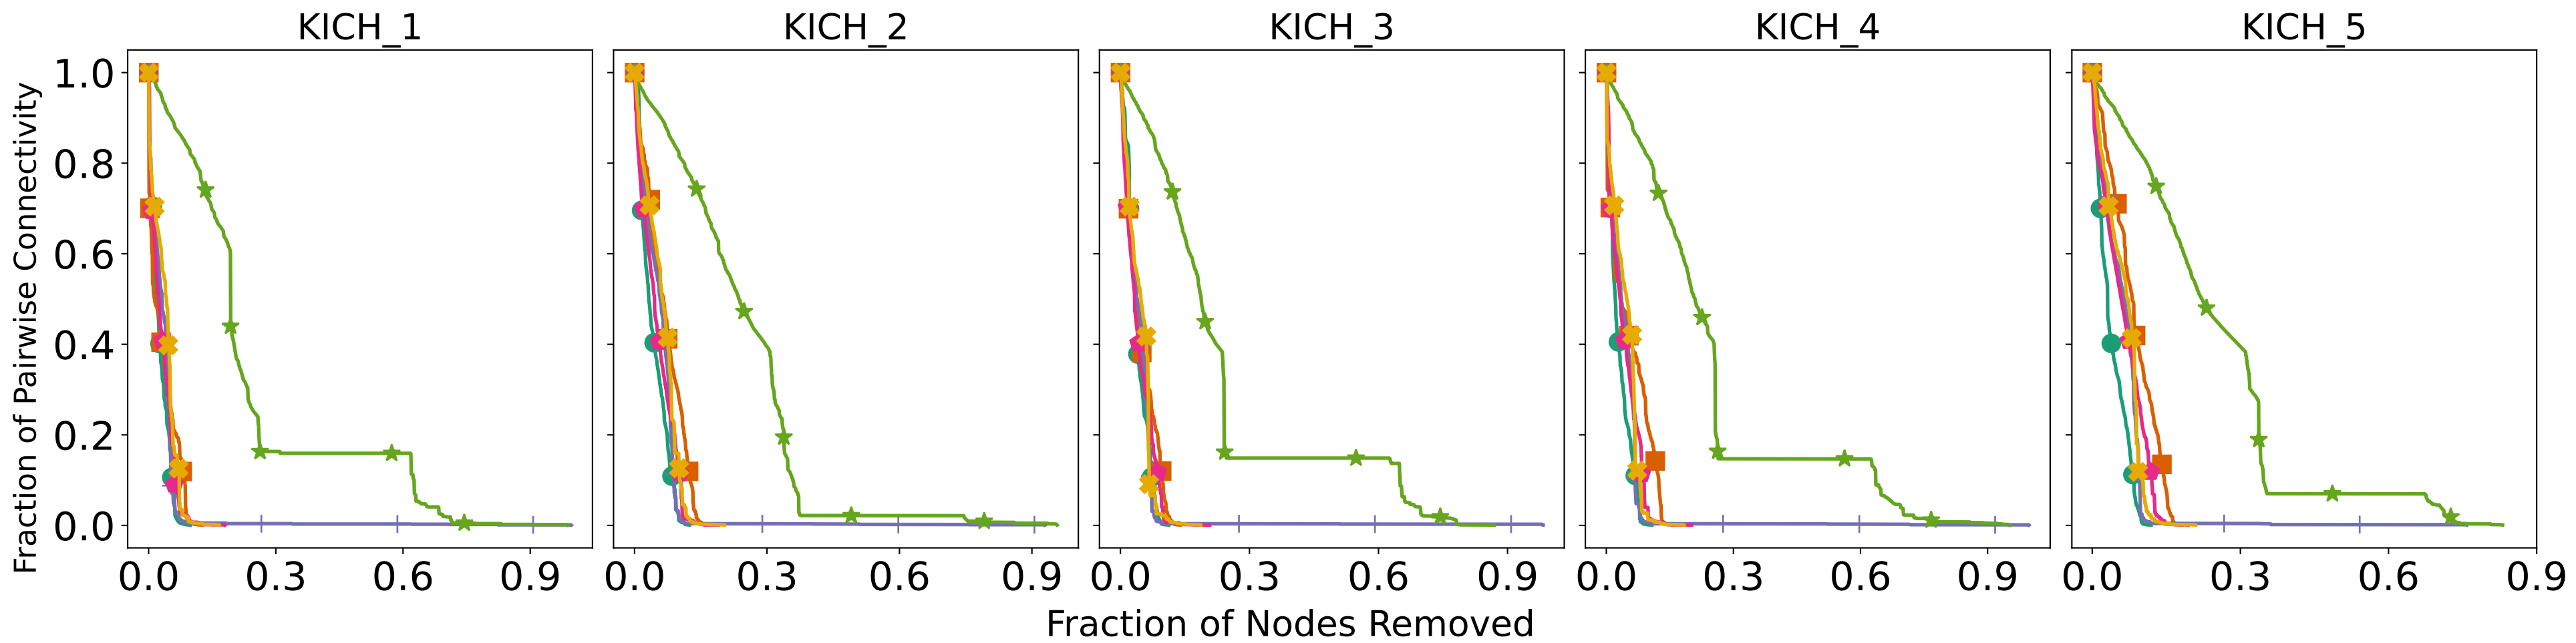 KICH_1 KICH_2 KICH_3 KICH_4 KICH_5
Fraction of Pairwise Connectivity
1.0
0.8
0.6
0.4
0.2
0.0
0.0 0.3 0.6 0.9 0.0 0.3 0.6 0.9 0.0 0.3 0.6 0.9 0.0 0.3 0.6 0.9 0.0 0.3 0.6 0.9
Fraction of Nodes Removed